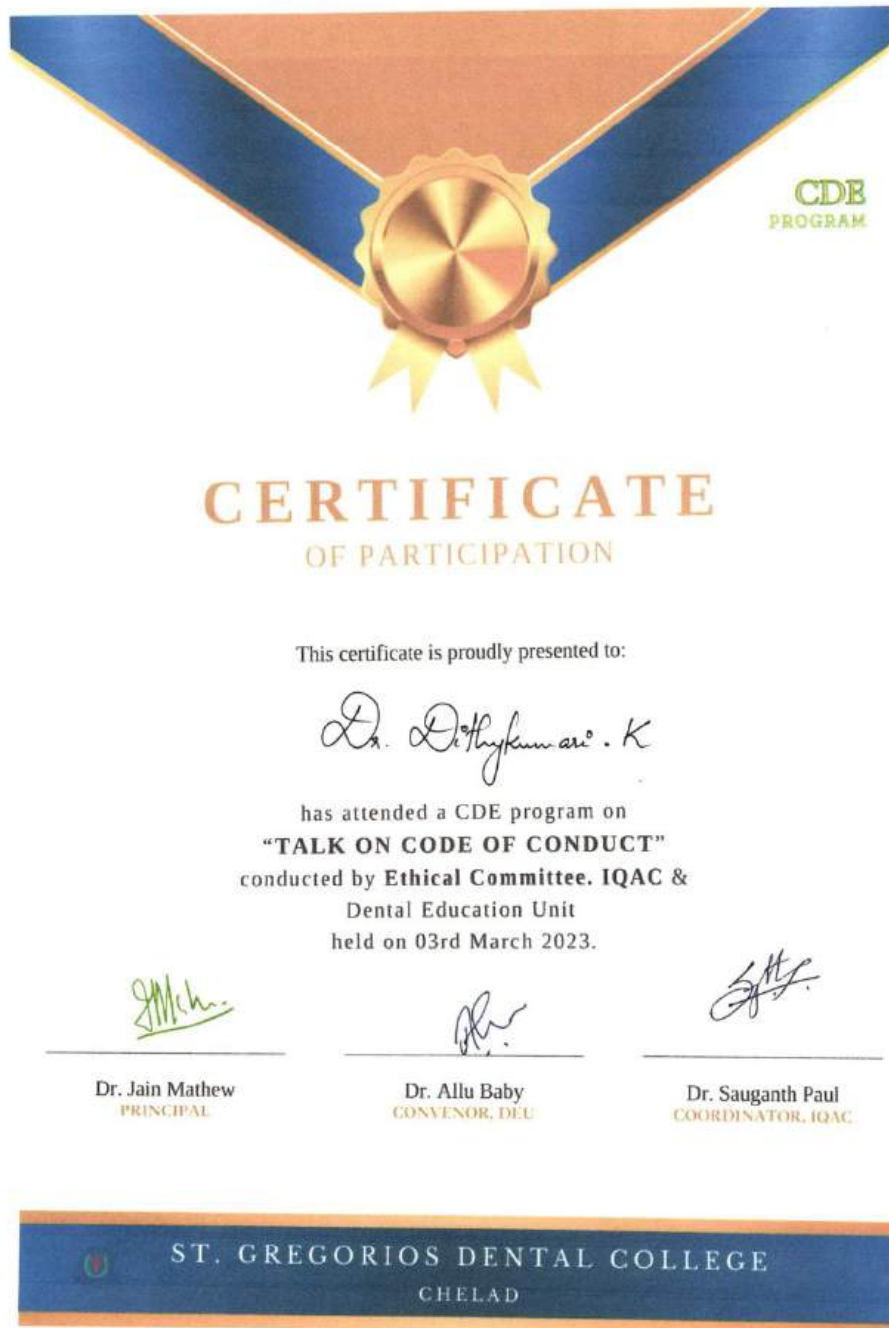 CDE
PROGRAM
CERTIFICATE
OF PARTICIPATION
This certificate is proudly presented to:
Dr. Dithykumari . K
has attended a CDE program on
“TALK ON CODE OF CONDUCT”
conducted by Ethical Committee. IQAC &
Dental Education Unit
held on 03rd March 2023.
Dr. Jain Mathew
PRINCIPAL
Dr. Allu Baby
CONVENOR, DEU
Dr. Sauganth Paul
COORDINATOR, IQAC
ST. GREGORIOS DENTAL COLLEGE
CHELAD